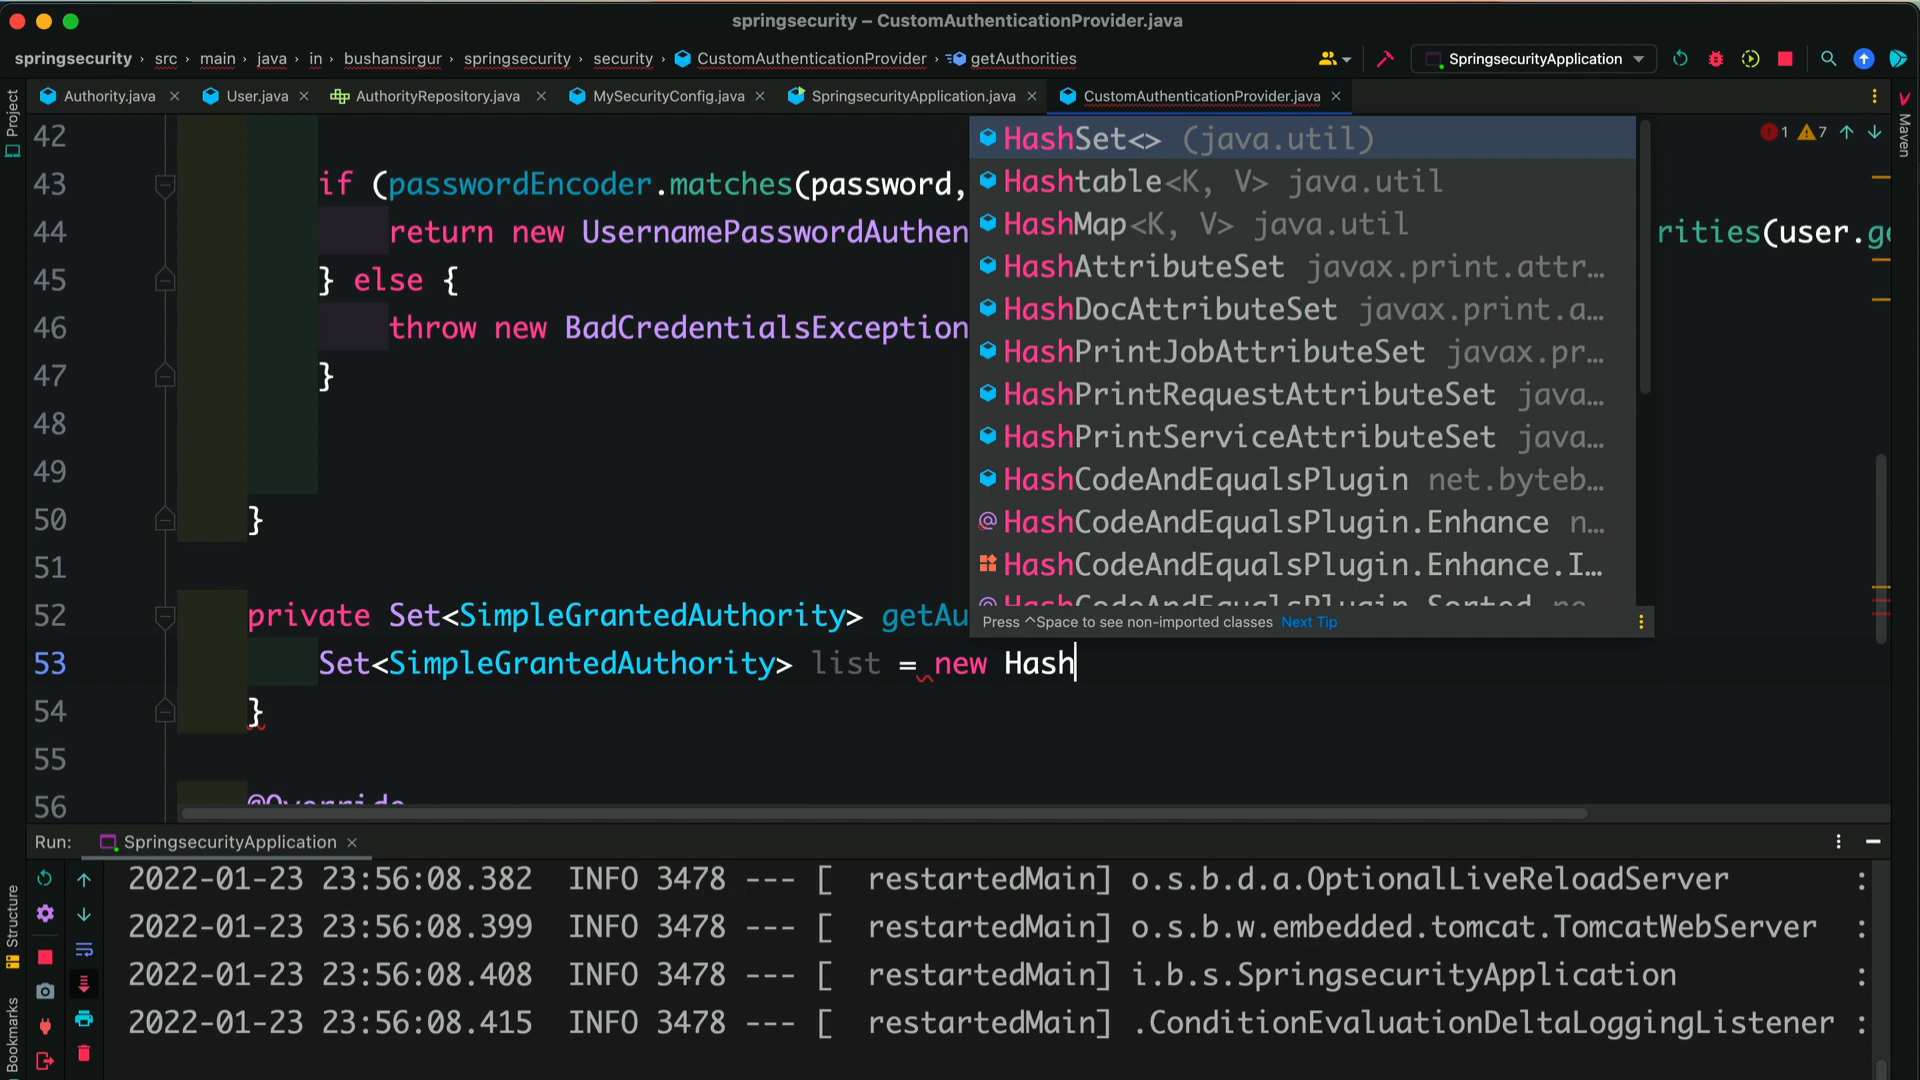 springsecurity – CustomAuthenticationProvider.java
springsecurity › src › main › java › in › bushansirgur › springsecurity › security › CustomAuthenticationProvider › getAuthorities
SpringsecurityApplication
Authority.java User.java AuthorityRepository.java MySecurityConfig.java SpringsecurityApplication.java CustomAuthenticationProvider.java
Project
Maven
1 7
42
43 if (passwordEncoder.matches(password,
44 return new UsernamePasswordAuthen rities(user.g
45 } else {
46 throw new BadCredentialsException
47 }
48
49
50 }
51
52 private Set<SimpleGrantedAuthority> getAu
53 Set<SimpleGrantedAuthority> list = new Hash
54 }
55
56 @Override
HashSet<> (java.util)
Hashtable<K, V> java.util
HashMap<K, V> java.util
HashAttributeSet javax.print.attr…
HashDocAttributeSet javax.print.a…
HashPrintJobAttributeSet javax.pr…
HashPrintRequestAttributeSet java…
HashPrintServiceAttributeSet java…
HashCodeAndEqualsPlugin net.byteb…
HashCodeAndEqualsPlugin.Enhance n…
HashCodeAndEqualsPlugin.Enhance.I…
HashCodeAndEqualsPlugin.Sorted ne
Press ^Space to see non-imported classes Next Tip
Run: SpringsecurityApplication
2022-01-23 23:56:08.382 INFO 3478 --- [ restartedMain] o.s.b.d.a.OptionalLiveReloadServer :
2022-01-23 23:56:08.399 INFO 3478 --- [ restartedMain] o.s.b.w.embedded.tomcat.TomcatWebServer :
2022-01-23 23:56:08.408 INFO 3478 --- [ restartedMain] i.b.s.SpringsecurityApplication :
2022-01-23 23:56:08.415 INFO 3478 --- [ restartedMain] .ConditionEvaluationDeltaLoggingListener :
Structure
Bookmarks